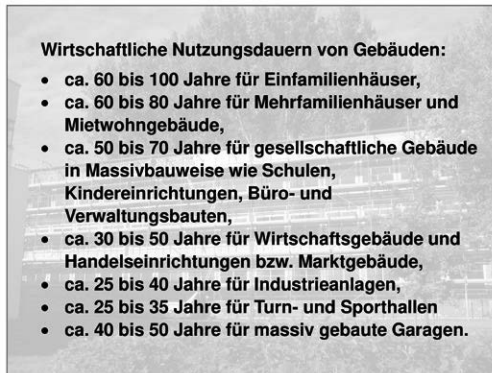 Wirtschaftliche Nutzungsdauern von Gebäuden:
• ca. 60 bis 100 Jahre für Einfamilienhäuser,
• ca. 60 bis 80 Jahre für Mehrfamilienhäuser und
Mietwohngebäude,
• ca. 50 bis 70 Jahre für gesellschaftliche Gebäude
in Massivbauweise wie Schulen,
Kindereinrichtungen, Büro- und
Verwaltungsbauten,
• ca. 30 bis 50 Jahre für Wirtschaftsgebäude und
Handelseinrichtungen bzw. Marktgebäude,
• ca. 25 bis 40 Jahre für Industrieanlagen,
• ca. 25 bis 35 Jahre für Turn- und Sporthallen
• ca. 40 bis 50 Jahre für massiv gebaute Garagen.